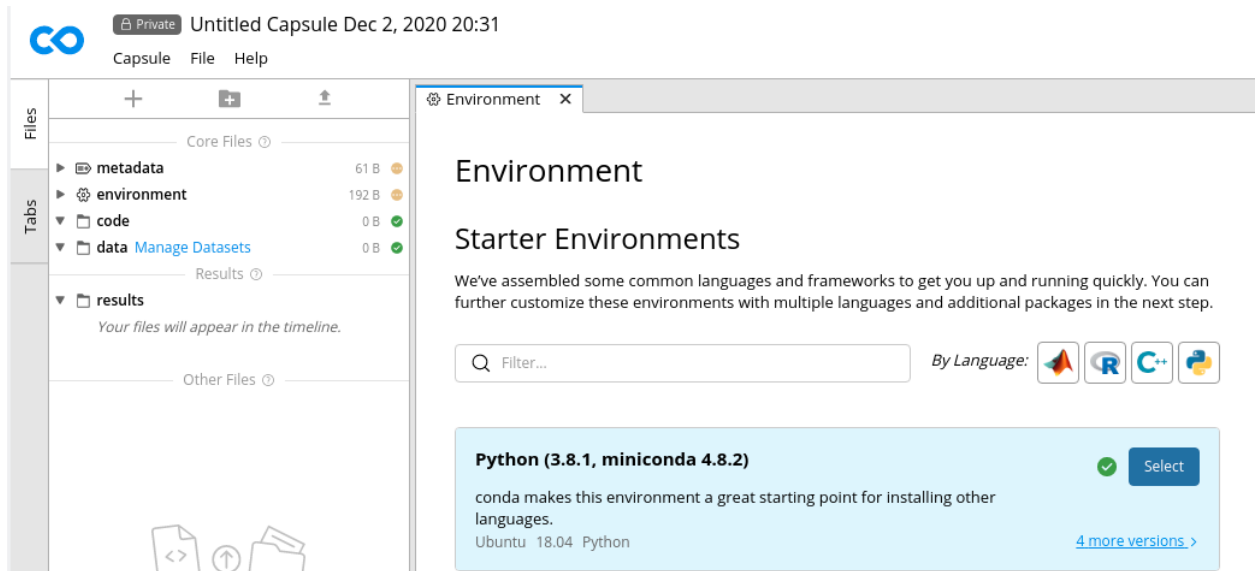 Private Untitled Capsule Dec 2, 2020 20:31
Capsule File Help
Files
Tabs
Core Files
metadata 61 B
environment 192 B
code 0 B
data Manage Datasets 0 B
Results
results
Your files will appear in the timeline.
Other Files
Environment
Environment
Starter Environments
We've assembled some common languages and frameworks to get you up and running quickly. You can
further customize these environments with multiple languages and additional packages in the next step.
Filter...
By Language: R C++
Python (3.8.1, miniconda 4.8.2)
Select
conda makes this environment a great starting point for installing other
languages.
Ubuntu 18.04 Python
4 more versions